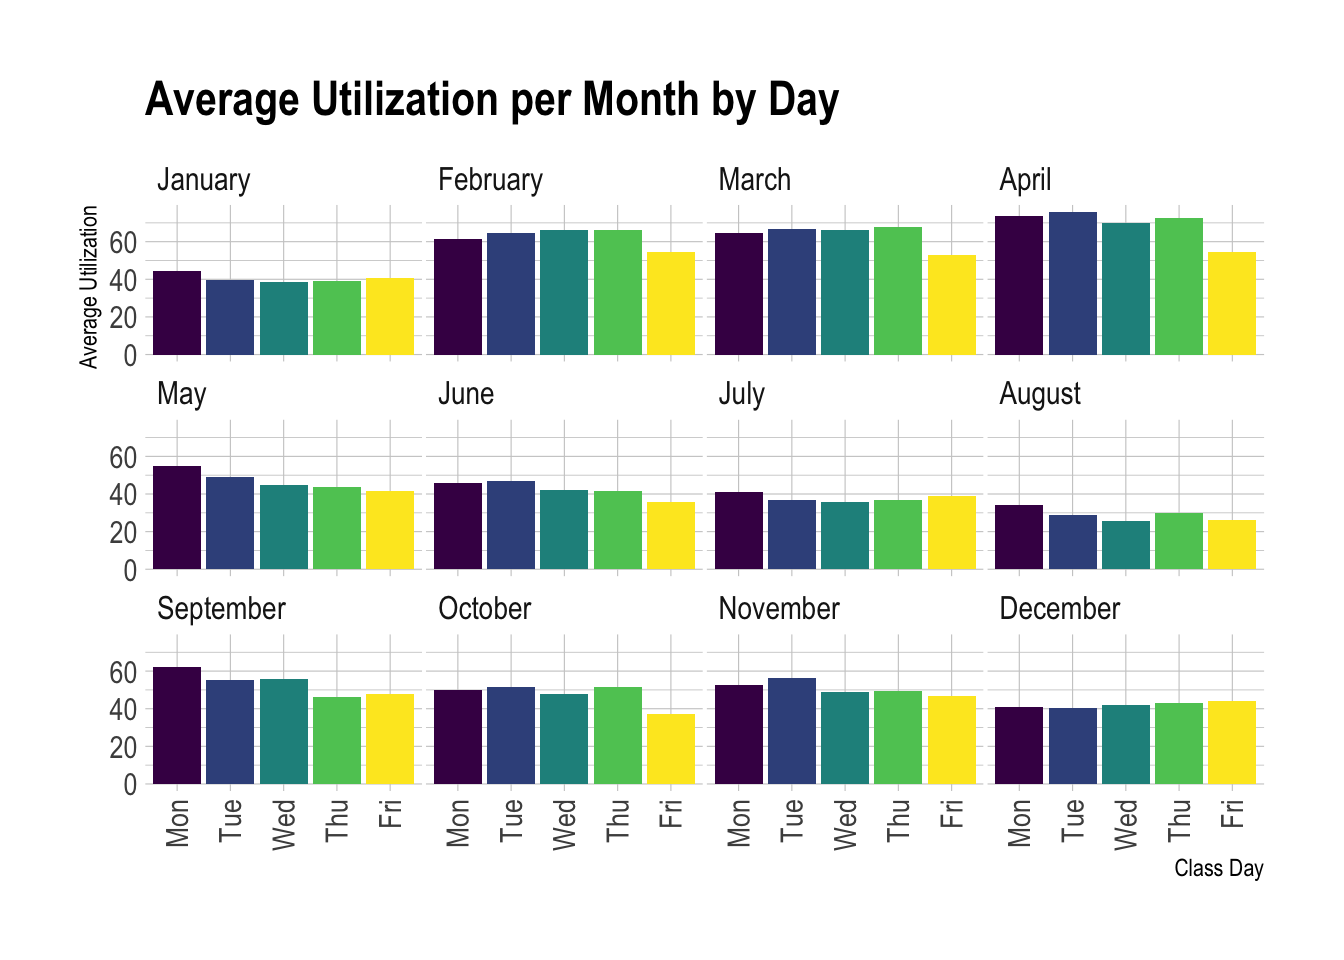 Average Utilization per Month by Day
January February March April
Average Utilization
60
40
20
0
May June July August
60
40
20
0
September October November December
60
40
20
0
Mon Tue Wed Thu Fri Mon Tue Wed Thu Fri Mon Tue Wed Thu Fri Mon Tue Wed Thu Fri
Class Day